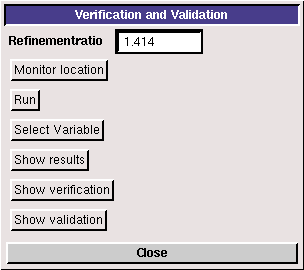 Verification and Validation
Refinementratio 1.414
Monitor location
Run
Select Variable
Show results
Show verification
Show validation
Close